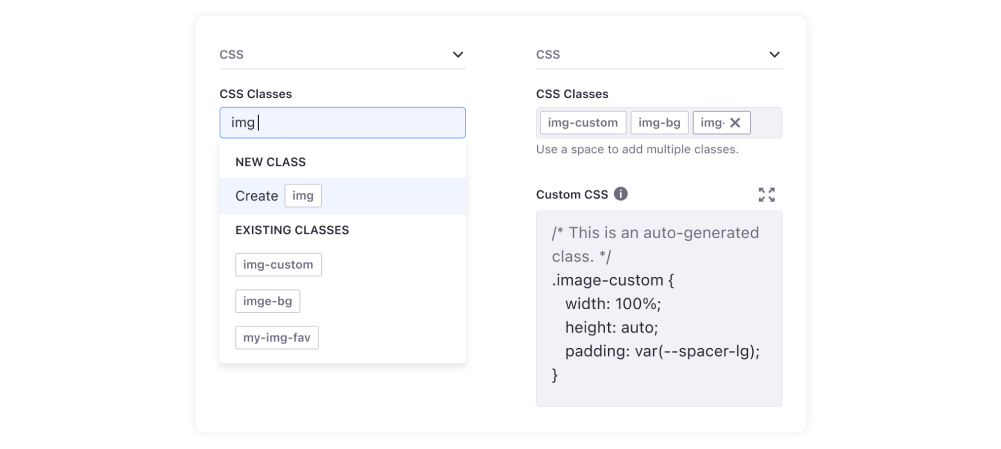 CSS
CSS Classes
img
NEW CLASS
Create img
EXISTING CLASSES
img-custom
imge-bg
my-img-fav
CSS
CSS Classes
img-custom img-bg img-
Use a space to add multiple classes.
Custom CSS
/* This is an auto-generated
class. */
.image-custom {
width: 100%;
height: auto;
padding: var(--spacer-lg);
}